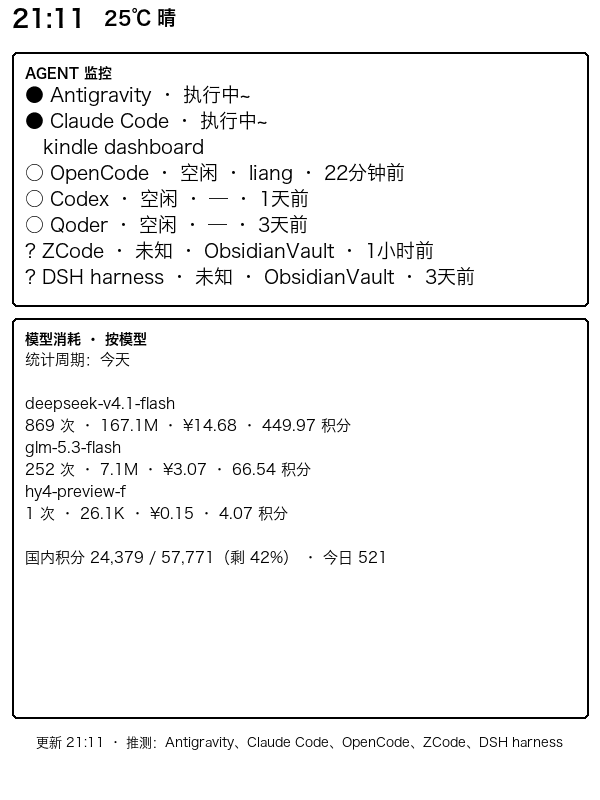 21:11 25℃ 晴
AGENT 监控
● Antigravity · 执行中~
● Claude Code · 执行中~
kindle dashboard
○ OpenCode · 空闲 · liang · 22分钟前
○ Codex · 空闲 · — · 1天前
○ Qoder · 空闲 · — · 3天前
? ZCode · 未知 · ObsidianVault · 1小时前
? DSH harness · 未知 · ObsidianVault · 3天前
模型消耗 · 按模型
统计周期：今天
deepseek-v4.1-flash
869 次 · 167.1M · ¥14.68 · 449.97 积分
glm-5.3-flash
252 次 · 7.1M · ¥3.07 · 66.54 积分
hy4-preview-f
1 次 · 26.1K · ¥0.15 · 4.07 积分
国内积分 24,379 / 57,771（剩 42%） · 今日 521
更新 21:11 · 推测：Antigravity、Claude Code、OpenCode、ZCode、DSH harness